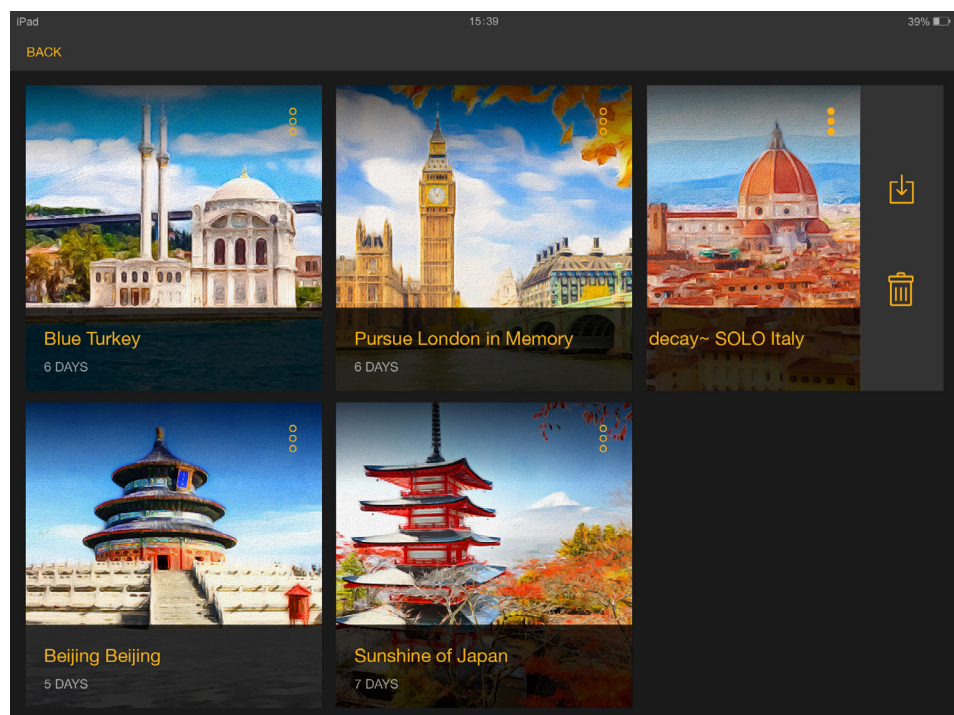 iPad 15:39 39%
BACK
Blue Turkey
6 DAYS
Pursue London in Memory
6 DAYS
decay~ SOLO Italy
Beijing Beijing
5 DAYS
Sunshine of Japan
7 DAYS